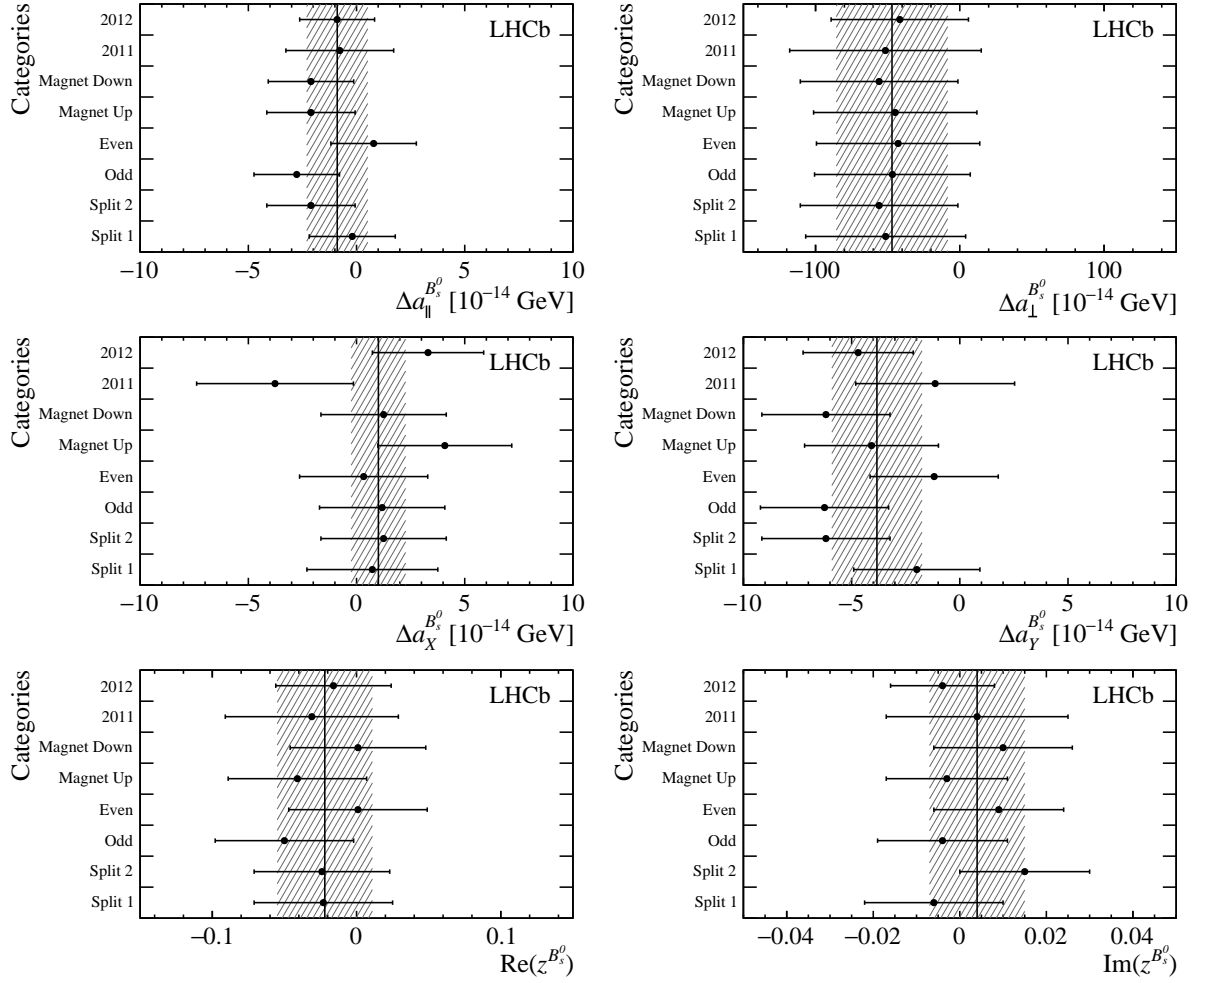 Categories
LHCb
2012
2011
Magnet Down
Magnet Up
Even
Odd
Split 2
Split 1
−10 −5 0 5 10
Δa∥^{B_s^0} [10^{−14} GeV]
Categories
LHCb
2012
2011
Magnet Down
Magnet Up
Even
Odd
Split 2
Split 1
−100 0 100
Δa⊥^{B_s^0} [10^{−14} GeV]
Categories
LHCb
2012
2011
Magnet Down
Magnet Up
Even
Odd
Split 2
Split 1
−10 −5 0 5 10
Δa_X^{B_s^0} [10^{−14} GeV]
Categories
LHCb
2012
2011
Magnet Down
Magnet Up
Even
Odd
Split 2
Split 1
−10 −5 0 5 10
Δa_Y^{B_s^0} [10^{−14} GeV]
Categories
LHCb
2012
2011
Magnet Down
Magnet Up
Even
Odd
Split 2
Split 1
−0.1 0 0.1
Re(z^{B_s^0})
Categories
LHCb
2012
2011
Magnet Down
Magnet Up
Even
Odd
Split 2
Split 1
−0.04 −0.02 0 0.02 0.04
Im(z^{B_s^0})